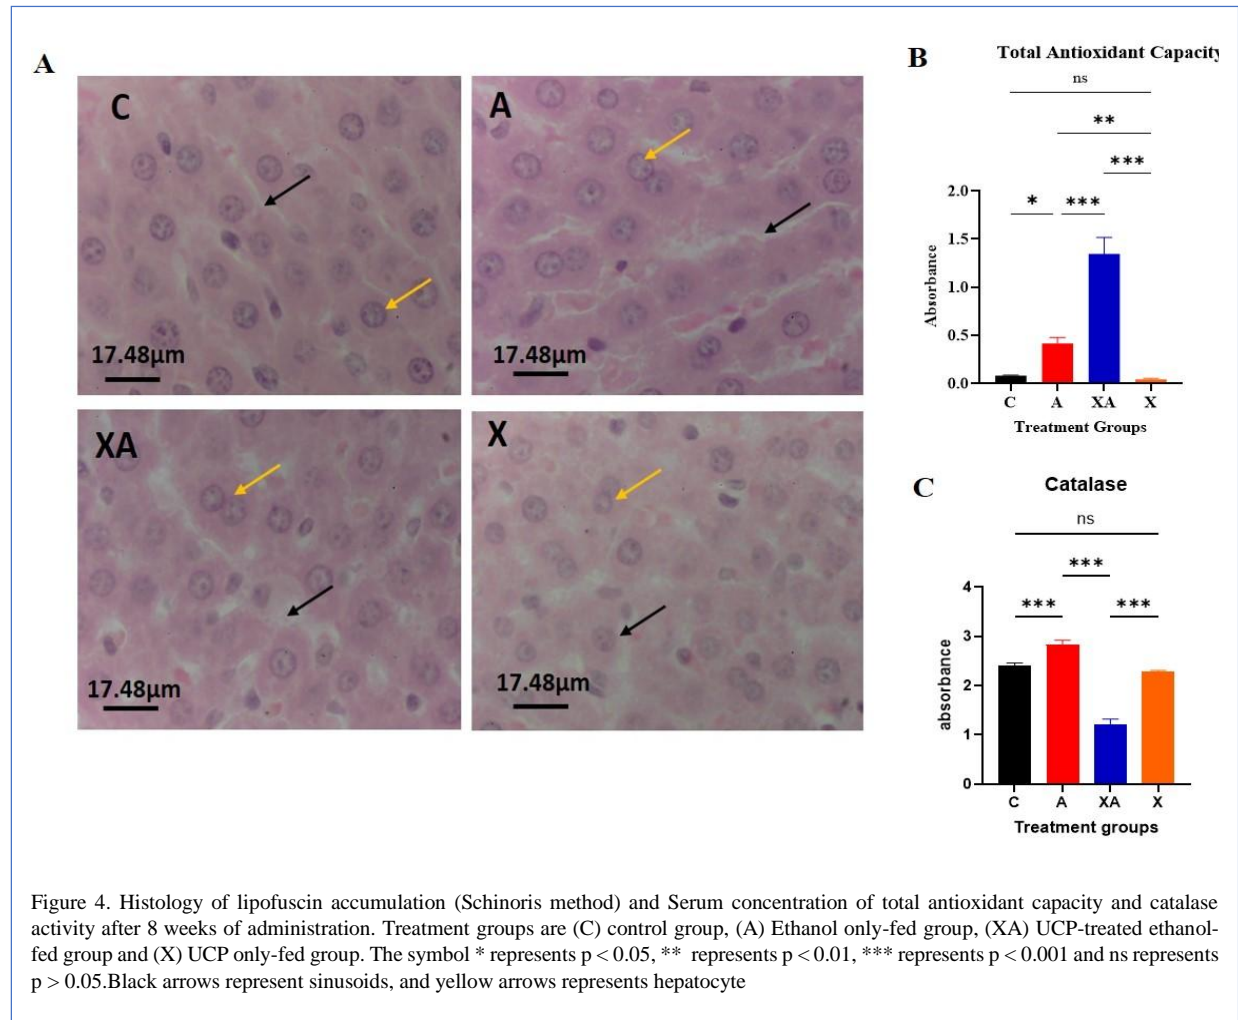 A
C
17.48µm
A
17.48µm
XA
17.48µm
X
17.48µm
B
Total Antioxidant Capacity
ns
**
***
* ***
2.0
1.5
1.0
0.5
0.0
Absorbance
C A XA X
Treatment Groups
C
Catalase
ns
***
*** ***
4
3
2
1
0
absorbance
C A XA X
Treatment groups
Figure 4. Histology of lipofuscin accumulation (Schinoris method) and Serum concentration of total antioxidant capacity and catalase
activity after 8 weeks of administration. Treatment groups are (C) control group, (A) Ethanol only-fed group, (XA) UCP-treated ethanol-
fed group and (X) UCP only-fed group. The symbol * represents p < 0.05, ** represents p < 0.01, *** represents p < 0.001 and ns represents
p > 0.05.Black arrows represent sinusoids, and yellow arrows represents hepatocyte